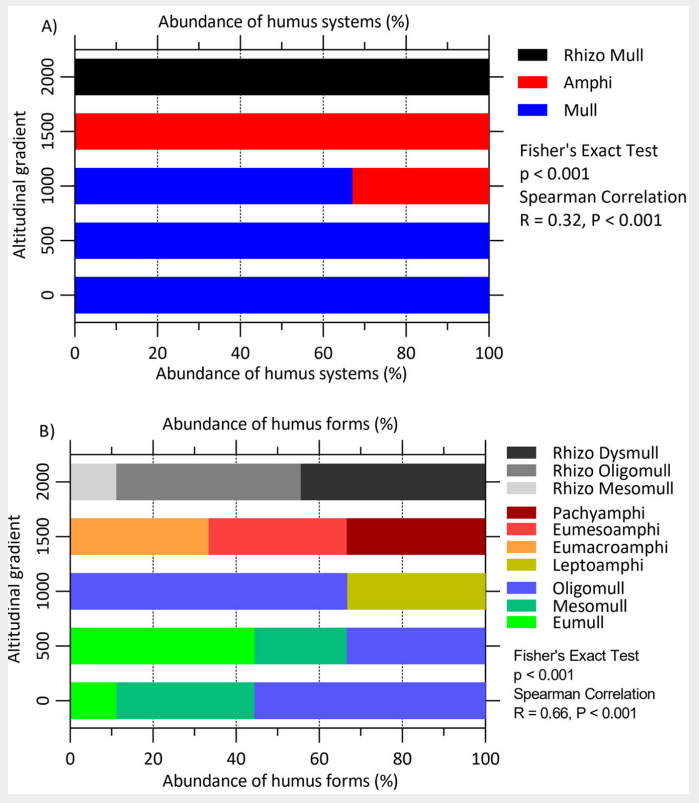 A)
Abundance of humus systems (%)
Altitudinal gradient
2000
1500
1000
500
0
0 20 40 60 80 100
Abundance of humus systems (%)
Rhizo Mull
Amphi
Mull
Fisher's Exact Test
p < 0.001
Spearman Correlation
R = 0.32, P < 0.001
B)
Abundance of humus forms (%)
Altitudinal gradient
2000
1500
1000
500
0
0 20 40 60 80 100
Abundance of humus forms (%)
Rhizo Dysmull
Rhizo Oligomull
Rhizo Mesomull
Pachyamphi
Eumesoamphi
Eumacroamphi
Leptoamphi
Oligomull
Mesomull
Eumull
Fisher's Exact Test
p < 0.001
Spearman Correlation
R = 0.66, P < 0.001